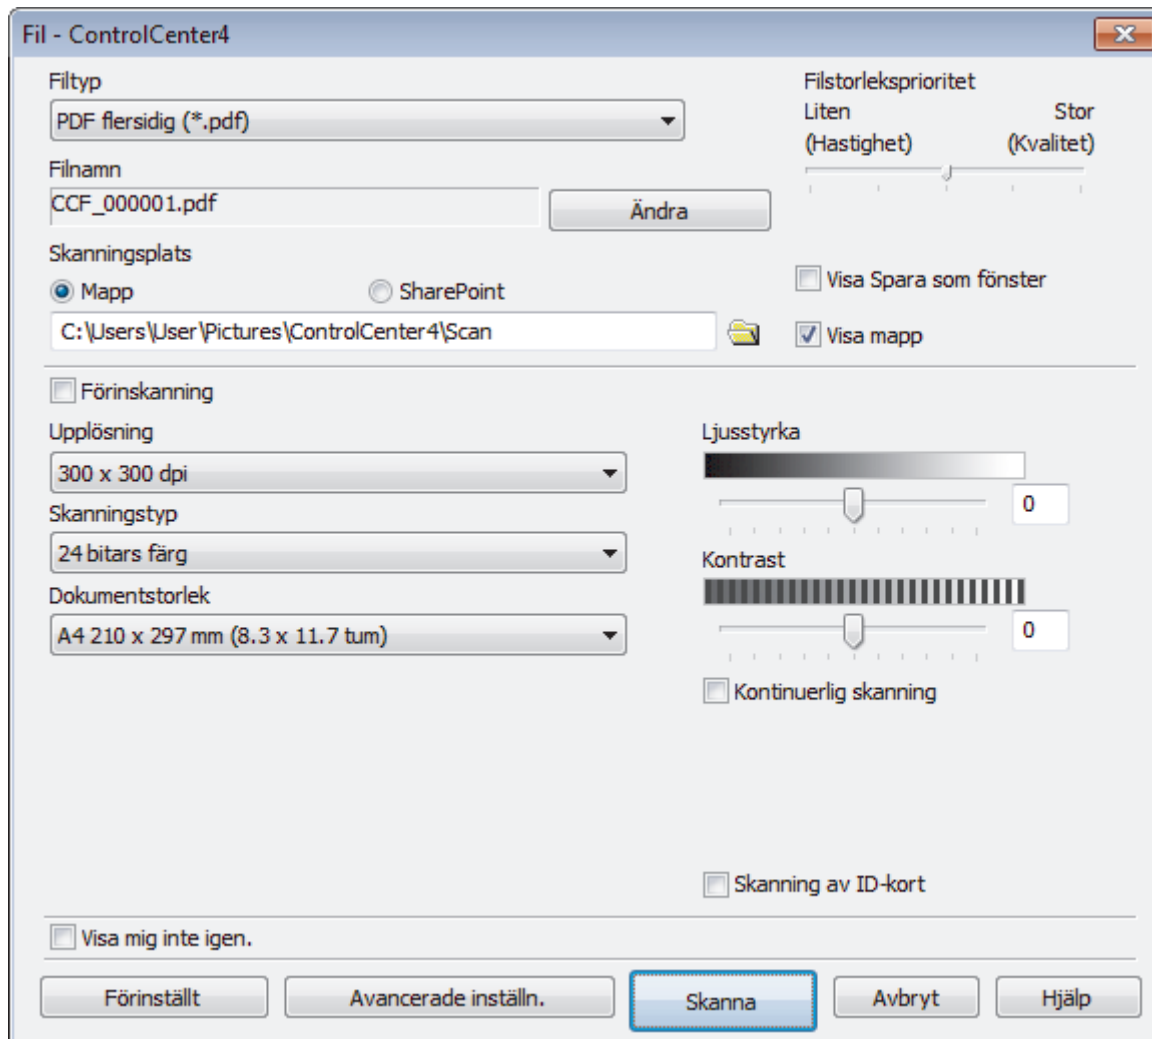 Fil - ControlCenter4
Filtyp
PDF flersidig (*.pdf)
Filstorleksprioritet
Liten Stor
(Hastighet) (Kvalitet)
Filnamn
CCF_000001.pdf
Ändra
Skanningsplats
Mapp SharePoint
Visa Spara som fönster
C:\Users\User\Pictures\ControlCenter4\Scan
Visa mapp
Förinskanning
Upplösning
300 x 300 dpi
Skanningstyp
24 bitars färg
Dokumentstorlek
A4 210 x 297 mm (8.3 x 11.7 tum)
Ljusstyrka
0
Kontrast
0
Kontinuerlig skanning
Skanning av ID-kort
Visa mig inte igen.
Förinställt Avancerade inställn. Skanna Avbryt Hjälp